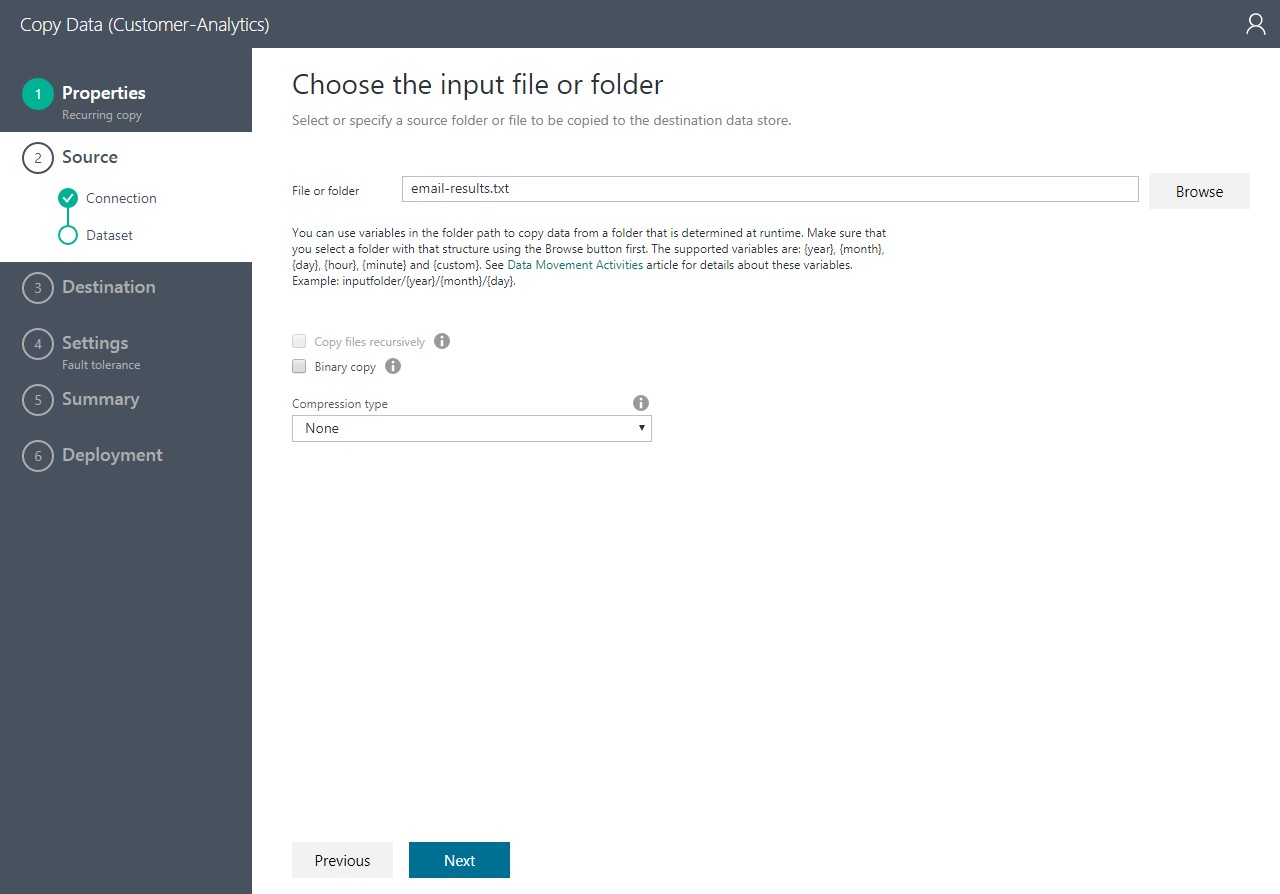 Copy Data (Customer-Analytics)
1 Properties
Recurring copy
2 Source
Connection
Dataset
3 Destination
4 Settings
Fault tolerance
5 Summary
6 Deployment
Choose the input file or folder
Select or specify a source folder or file to be copied to the destination data store.
File or folder email-results.txt Browse
You can use variables in the folder path to copy data from a folder that is determined at runtime. Make sure that
you select a folder with that structure using the Browse button first. The supported variables are: {year}, {month},
{day}, {hour}, {minute} and {custom}. See Data Movement Activities article for details about these variables.
Example: inputfolder/{year}/{month}/{day}.
Copy files recursively
Binary copy
Compression type
None
Previous Next